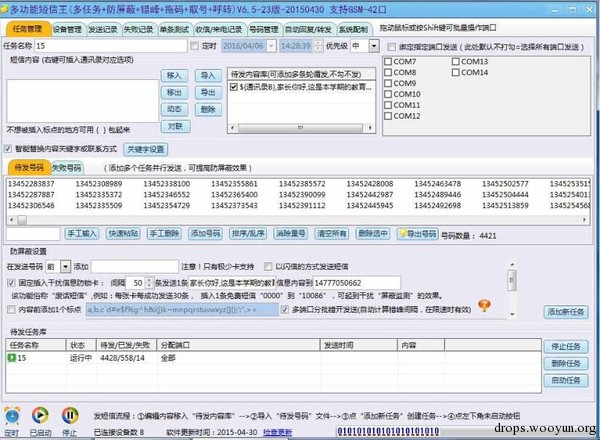 多功能短信王(多任务+防屏蔽+错峰+拖码+取号+呼转) V6.5-23版-20150430 支持GSM-42口
任务管理 设备管理 发送记录 失败记录 单条测试 收信/来电记录 号码管理 自动回复/转发 系统配制 拖动鼠标或按Shift键可批量操作端口
任务名称 15 定时 2016/04/06 14:28:39 优先级 中 绑定指定端口发送（此处默认不打勾=选择所有端口发送）
短信内容 (右键可插入通讯录对应选项)
COM7 COM13
COM8 COM14
COM9
COM10
COM11
COM12
移入 导入 待发内容库(可添加多条轮遁发,不勾不发)
移出 导出 $(通讯录B),家长你好,这是本学期的教育...
动态 删除
对联
不想被插入标点的地方可用 { } 包起来
智能替换内容关键字或联系方式 关键字设置
待发号码 失败号码 （添加多个任务并行发送，可提高防屏蔽效果）
13452283837 13452308989 13452338100 13452355861 13452385572 13452428008 13452463478 13452502577 134525351
13452287872 13452335372 13452346552 13452365400 13452390099 13452442987 13452489116 13452504444 134525401
13452306546 13452335509 13452354729 13452373543 13452391112 13452445945 13452492698 13452513859 134525456
手工输入 快速粘贴 手工删除 添加号码 排序/乱序 消除重号 清空所有 删除选中 导出号码 号码数量： 4421
防屏蔽设置
在发送号码 前 添加 注意！只有极少卡支持 以闪信的方式发送短信
固定插入干扰信息防锁卡： 间隔 50 条发送1条 家长你好,这是本学期的教育 信息内容到 14777050662
该功能俗称“废话短信”,例如：每张卡每成功发送30条， 插入1条免费短信 “0000” 到 “10086” ，可起到干扰“屏蔽监测”的效果。
内容前添加1个标点 多端口分批错开发送(自动计算错峰间隔，在限速时有效) 添加新任务
待发任务库
任务名称 状态 待发/已发/失败 分配端口 发送时间 内容
15 运行中 4428/558/14 全部
停止任务
删除任务
启动任务
发短信流程：①编辑内容移入“待发内容库”-->②导入“待发号码”文件-->③点“添加新任务”创建任务-->④点左下角未启动按钮
定时 已启动 停止 已连接设备数 8 软件更新时间：2015-04-30 检查更新 010101010101010101010
drops.wooyun.org